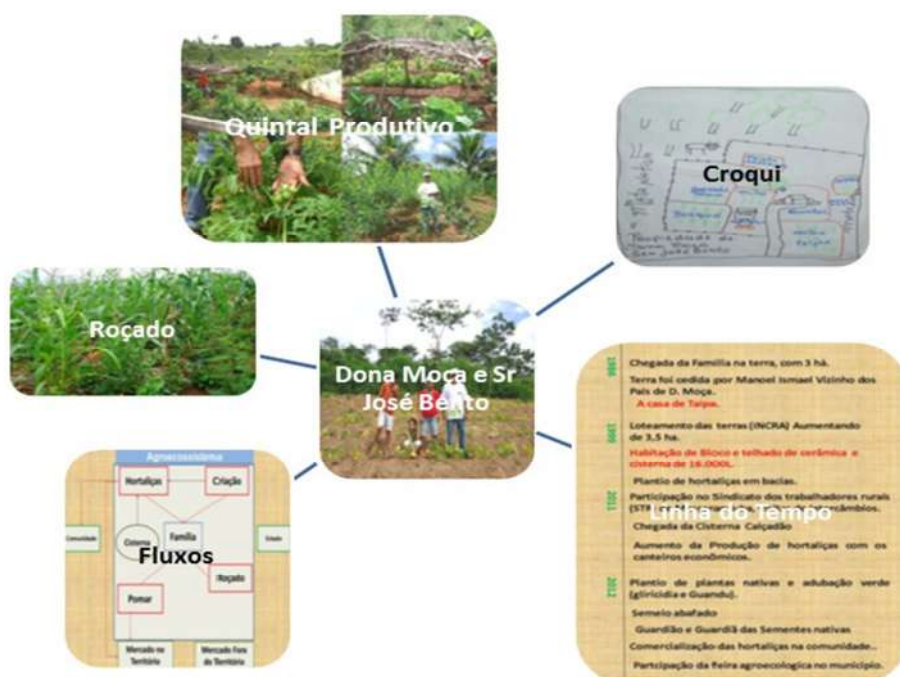 Quintal Produtivo
Croqui
Roçado
Dona Moça e Sr
José Bento
Agroecossistema
Hortaliças
Criação
Comunidade
Cisterna
Família
Estado
Fluxos
Roçado
Pomar
Mercado no
Território
Mercado Fora
do Território
1986
Chegada da Família na terra, com 3 há.
Terra foi cedida por Manoel Ismael Vizinho dos
Pais de D. Moça.
A casa de Taipa.
Loteamento das terras (INCRA) Aumentando
de 3,5 há.
Habitação de Bloco e telhado de cerâmica e
cisterna de 16.000L.
Plantio de hortaliças em bacias.
2011
Participação no Sindicato dos trabalhadores rurais
Linha do Tempo
Chegada da Cisterna Calçadão
Aumento da Produção de hortaliças com os
canteiros econômicos.
2012
Plantio de plantas nativas e adubação verde
(gliricidia e Guandu).
Semeio abafado
Guardião e Guardiã das Sementes nativas
Comercialização das hortaliças na comunidade..
Partcipação da fieira agroecologica no município.